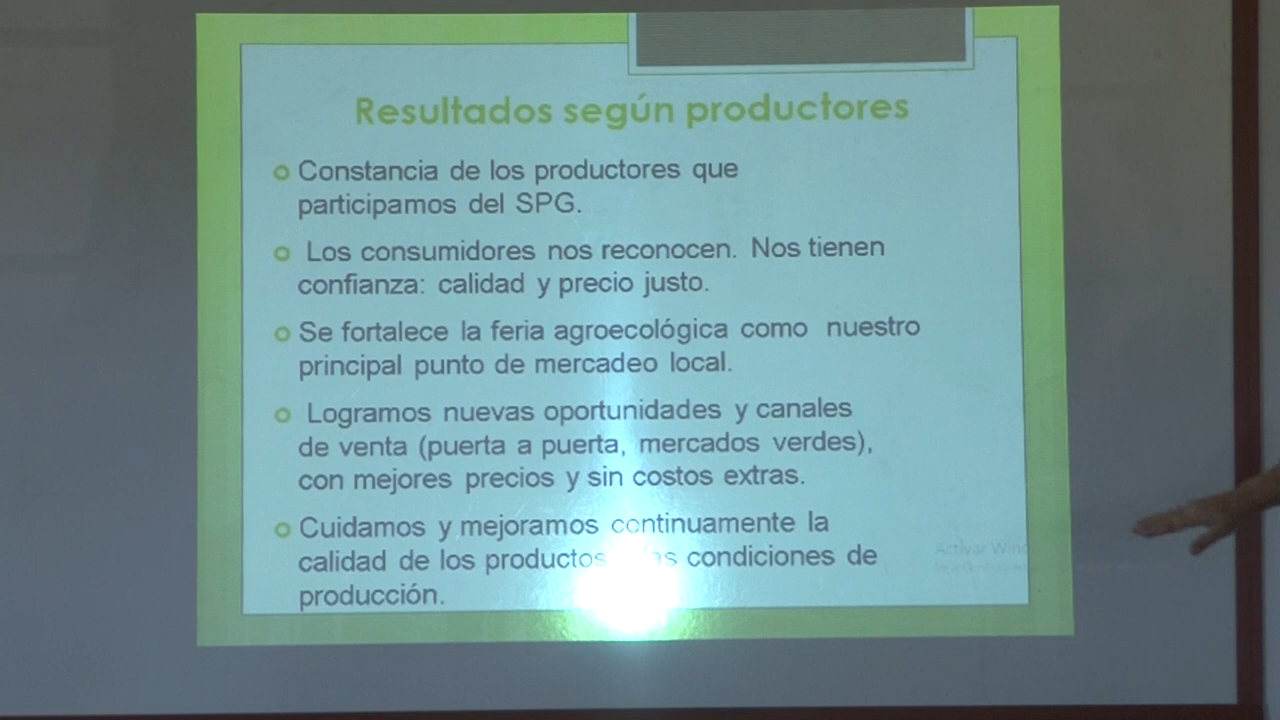 Resultados según productores
Constancia de los productores que
participamos del SPG.
Los consumidores nos reconocen. Nos tienen
confianza: calidad y precio justo.
Se fortalece la feria agroecológica como nuestro
principal punto de mercadeo local.
Logramos nuevas oportunidades y canales
de venta (puerta a puerta, mercados verdes),
con mejores precios y sin costos extras.
Cuidamos y mejoramos continuamente la
calidad de los productos condiciones de
producción.
Activar Wind